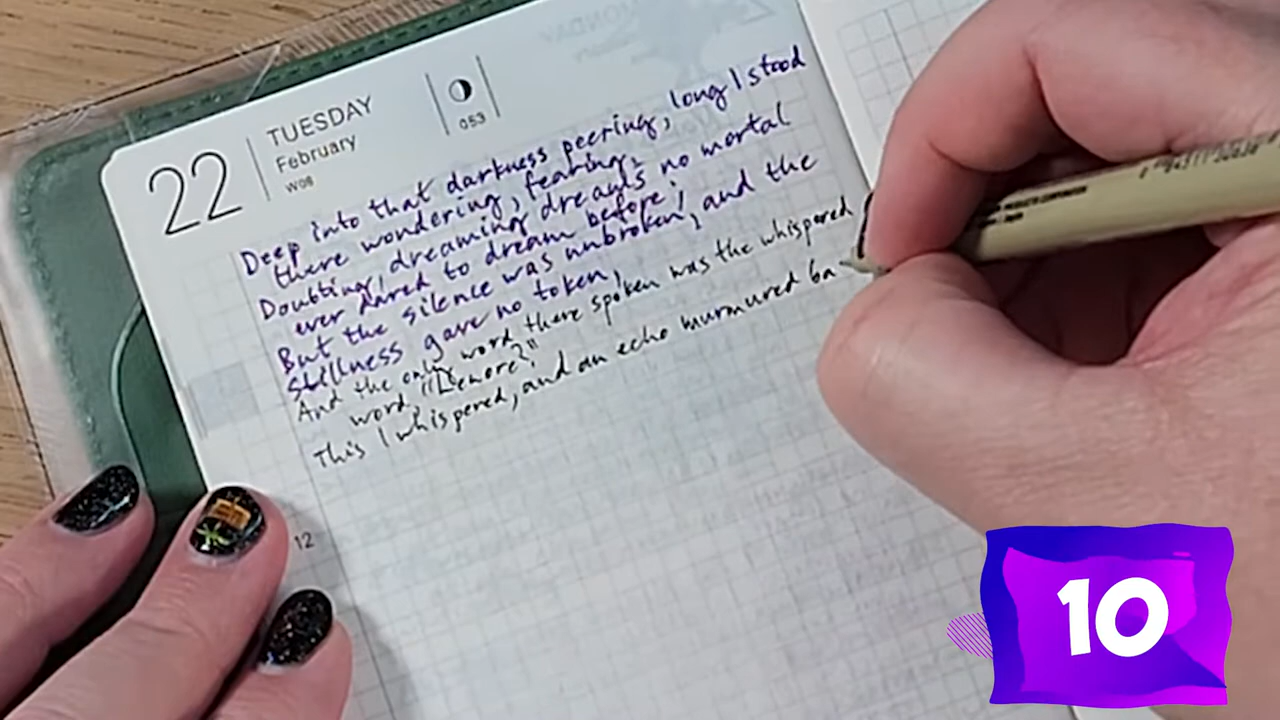 22
TUESDAY
February
W08
053
MONDAY
Deep into that darkness peering, long I stood
there wondering, fearing,
Doubting, dreaming dreams no mortal
ever dared to dream before;
But the silence was unbroken, and the
stillness gave no token,
And the only word there spoken was the whispered
word, "Lenore?"
This I whispered, and an echo murmured ba
12
10